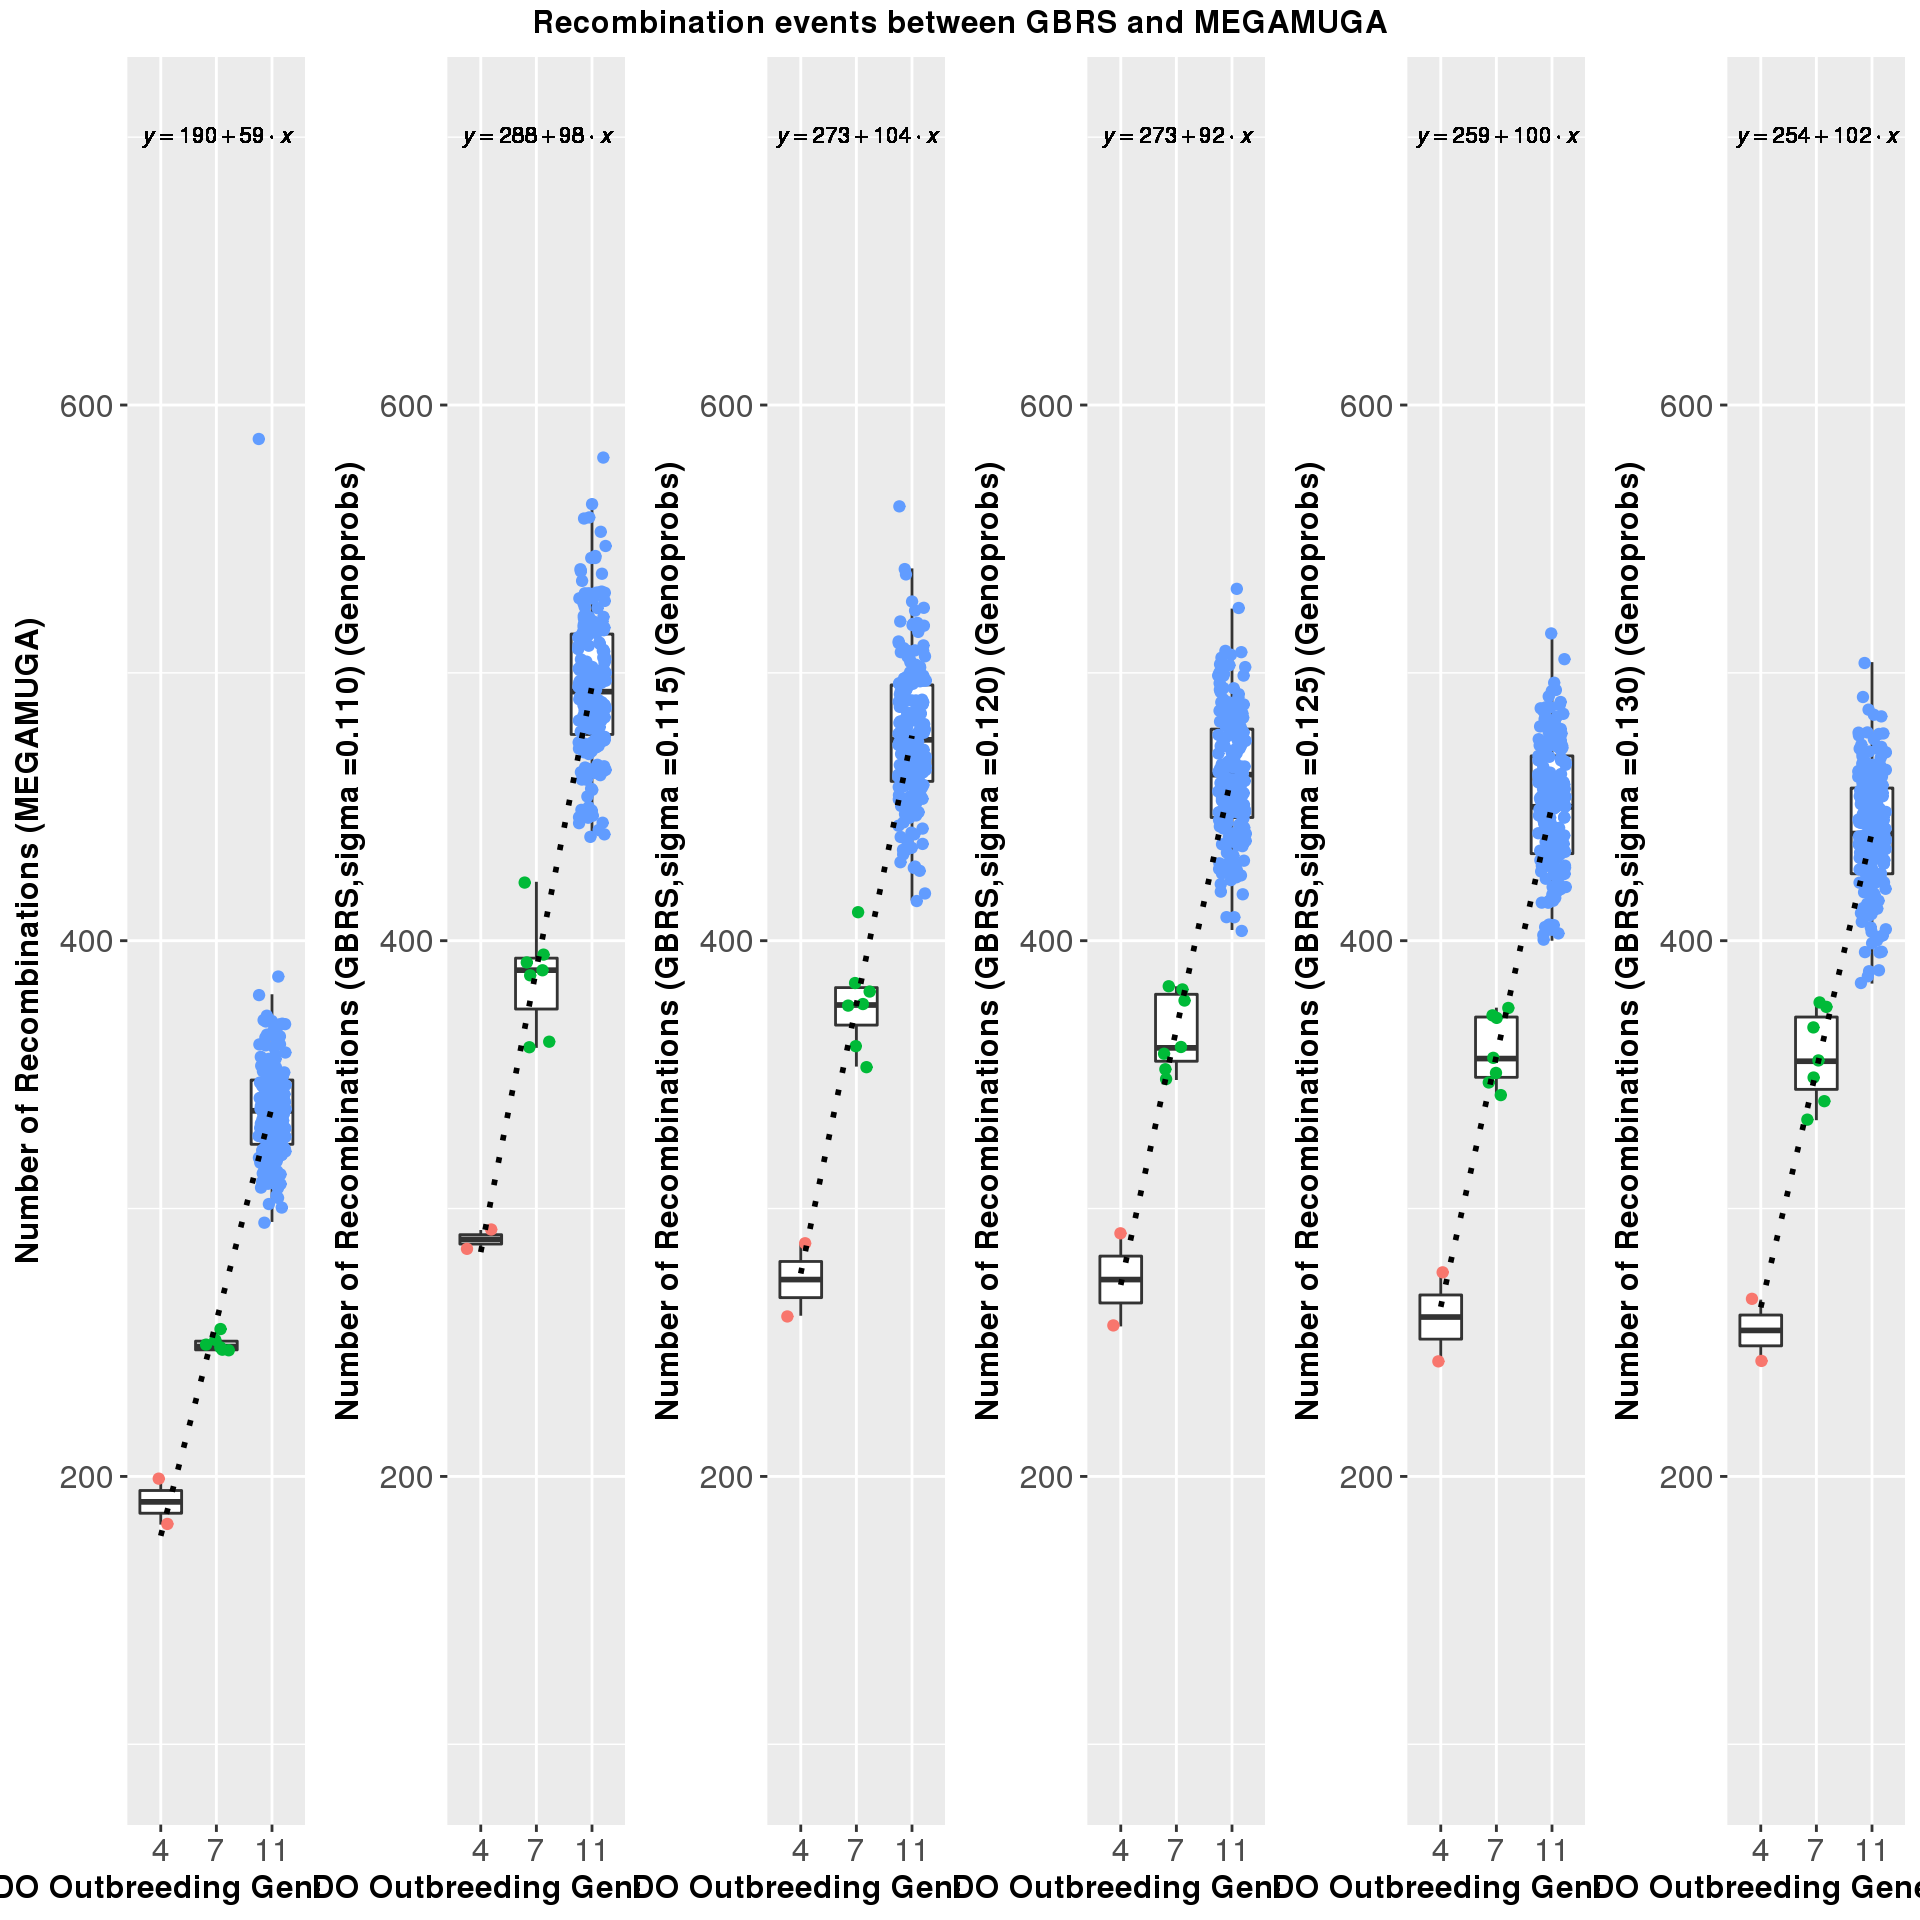 Recombination events between GBRS and MEGAMUGA
y = 190 + 59 · x
y = 288 + 98 · x
y = 273 + 104 · x
y = 273 + 92 · x
y = 259 + 100 · x
y = 254 + 102 · x
Number of Recombinations (MEGAMUGA)
600
400
200
4 7 11
DO Outbreeding Gen
Number of Recombinations (GBRS,sigma =0.110) (Genoprobs)
600
400
200
4 7 11
DO Outbreeding Gen
Number of Recombinations (GBRS,sigma =0.115) (Genoprobs)
600
400
200
4 7 11
DO Outbreeding Gen
Number of Recombinations (GBRS,sigma =0.120) (Genoprobs)
600
400
200
4 7 11
DO Outbreeding Gen
Number of Recombinations (GBRS,sigma =0.125) (Genoprobs)
600
400
200
4 7 11
DO Outbreeding Gen
Number of Recombinations (GBRS,sigma =0.130) (Genoprobs)
600
400
200
4 7 11
DO Outbreeding Gene